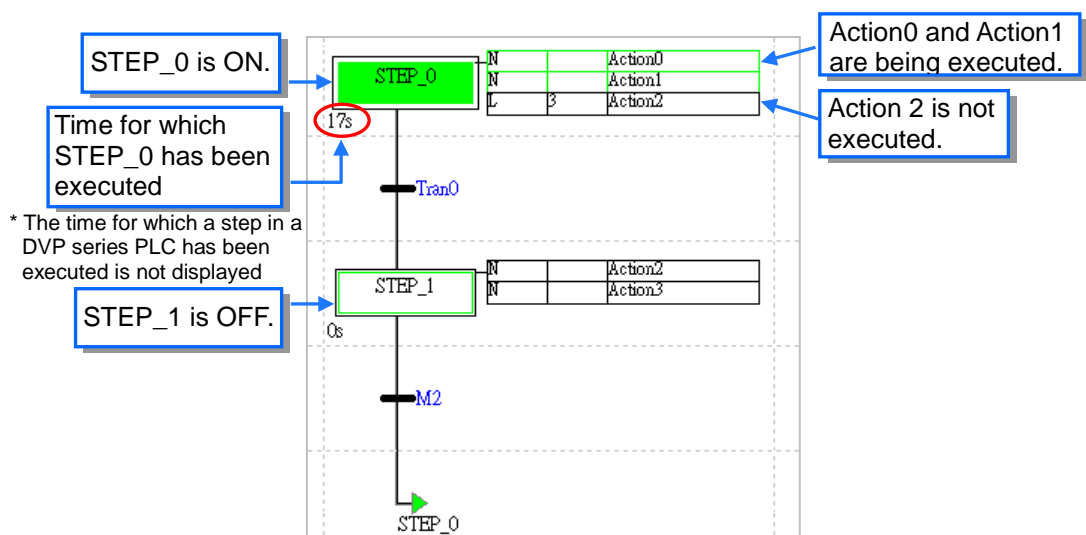 STEP_0 is ON.
Time for which
STEP_0 has been
executed
* The time for which a step in a
DVP series PLC has been
executed is not displayed
STEP_1 is OFF.
STEP_0
17s
N Action0
N Action1
L 3 Action2
Action0 and Action1
are being executed.
Action 2 is not
executed.
Tran0
STEP_1
0s
N Action2
N Action3
M2
STEP_0